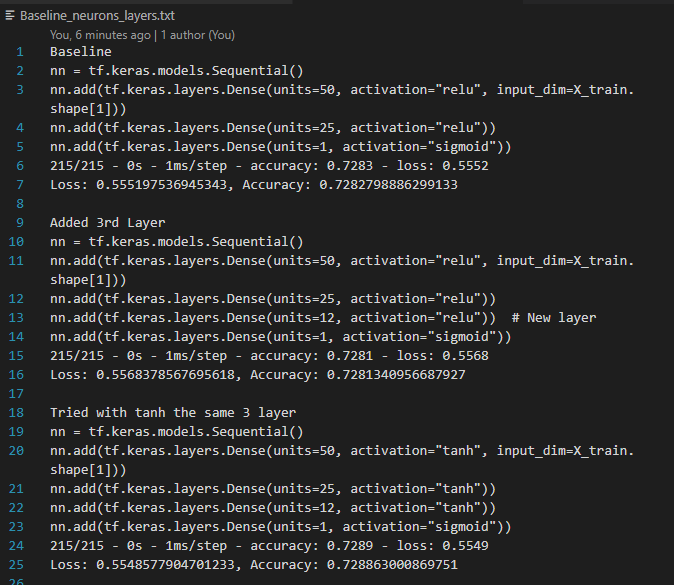 Baseline_neurons_layers.txt
You, 6 minutes ago | 1 author (You)
1 Baseline
2 nn = tf.keras.models.Sequential()
3 nn.add(tf.keras.layers.Dense(units=50, activation="relu", input_dim=X_train.
shape[1]))
4 nn.add(tf.keras.layers.Dense(units=25, activation="relu"))
5 nn.add(tf.keras.layers.Dense(units=1, activation="sigmoid"))
6 215/215 - 0s - 1ms/step - accuracy: 0.7283 - loss: 0.5552
7 Loss: 0.555197536945343, Accuracy: 0.7282798886299133
8
9 Added 3rd Layer
10 nn = tf.keras.models.Sequential()
11 nn.add(tf.keras.layers.Dense(units=50, activation="relu", input_dim=X_train.
shape[1]))
12 nn.add(tf.keras.layers.Dense(units=25, activation="relu"))
13 nn.add(tf.keras.layers.Dense(units=12, activation="relu"))  # New layer
14 nn.add(tf.keras.layers.Dense(units=1, activation="sigmoid"))
15 215/215 - 0s - 1ms/step - accuracy: 0.7281 - loss: 0.5568
16 Loss: 0.5568378567695618, Accuracy: 0.7281340956687927
17
18 Tried with tanh the same 3 layer
19 nn = tf.keras.models.Sequential()
20 nn.add(tf.keras.layers.Dense(units=50, activation="tanh", input_dim=X_train.
shape[1]))
21 nn.add(tf.keras.layers.Dense(units=25, activation="tanh"))
22 nn.add(tf.keras.layers.Dense(units=12, activation="tanh"))
23 nn.add(tf.keras.layers.Dense(units=1, activation="sigmoid"))
24 215/215 - 0s - 1ms/step - accuracy: 0.7289 - loss: 0.5549
25 Loss: 0.5548577904701233, Accuracy: 0.728863000869751
26